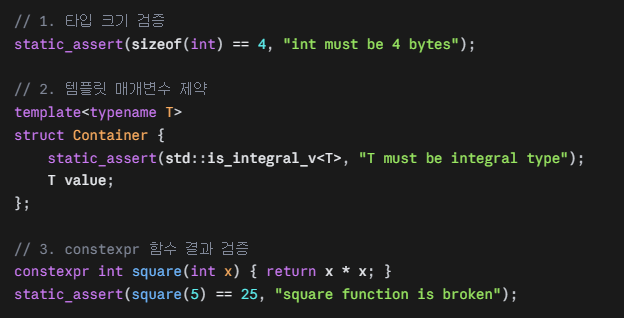 // 1. 타입 크기 검증
static_assert(sizeof(int) == 4, "int must be 4 bytes");
// 2. 템플릿 매개변수 제약
template<typename T>
struct Container {
    static_assert(std::is_integral_v<T>, "T must be integral type");
    T value;
};
// 3. constexpr 함수 결과 검증
constexpr int square(int x) { return x * x; }
static_assert(square(5) == 25, "square function is broken");